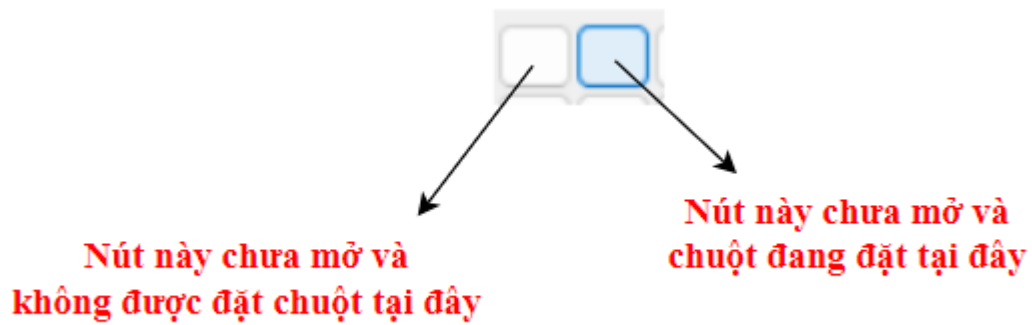 Nút này chưa mở và
không được đặt chuột tại đây
Nút này chưa mở và
chuột đang đặt tại đây